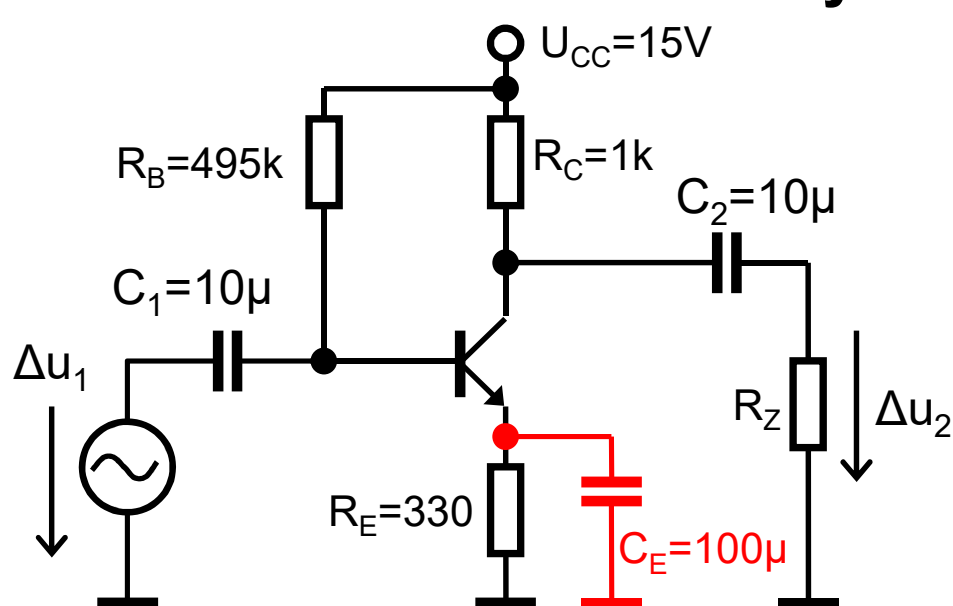 U_CC=15V
R_B=495k
R_C=1k
C_2=10μ
C_1=10μ
Δu_1
R_Z
Δu_2
R_E=330
C_E=100μ